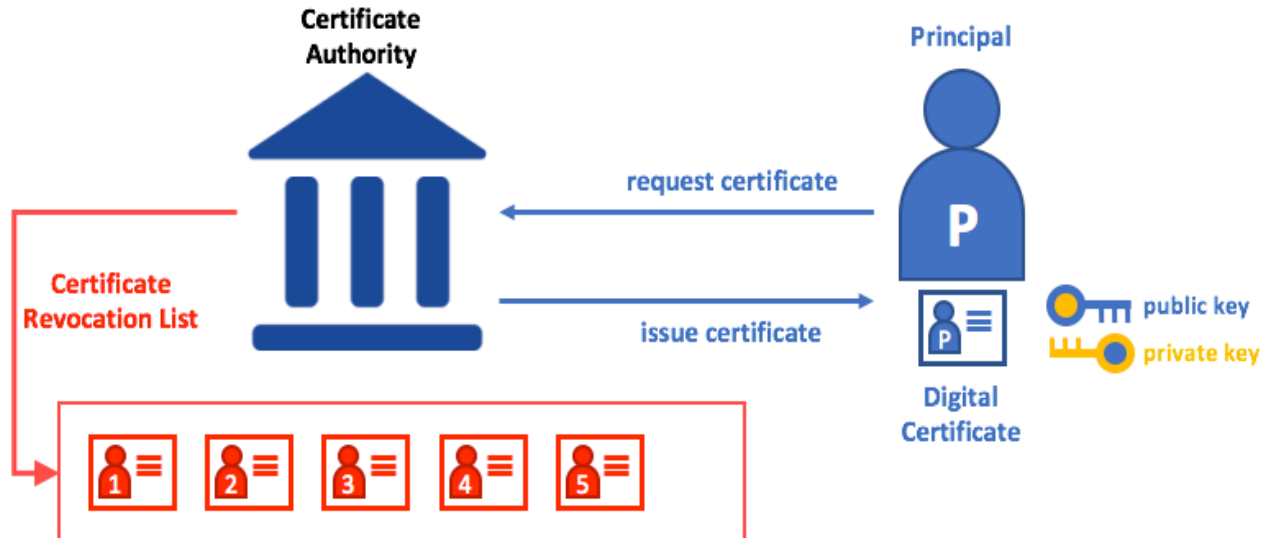 Certificate
Authority
Principal
P
request certificate
Certificate
Revocation List
issue certificate
P
public key
private key
Digital
Certificate
1
2
3
4
5